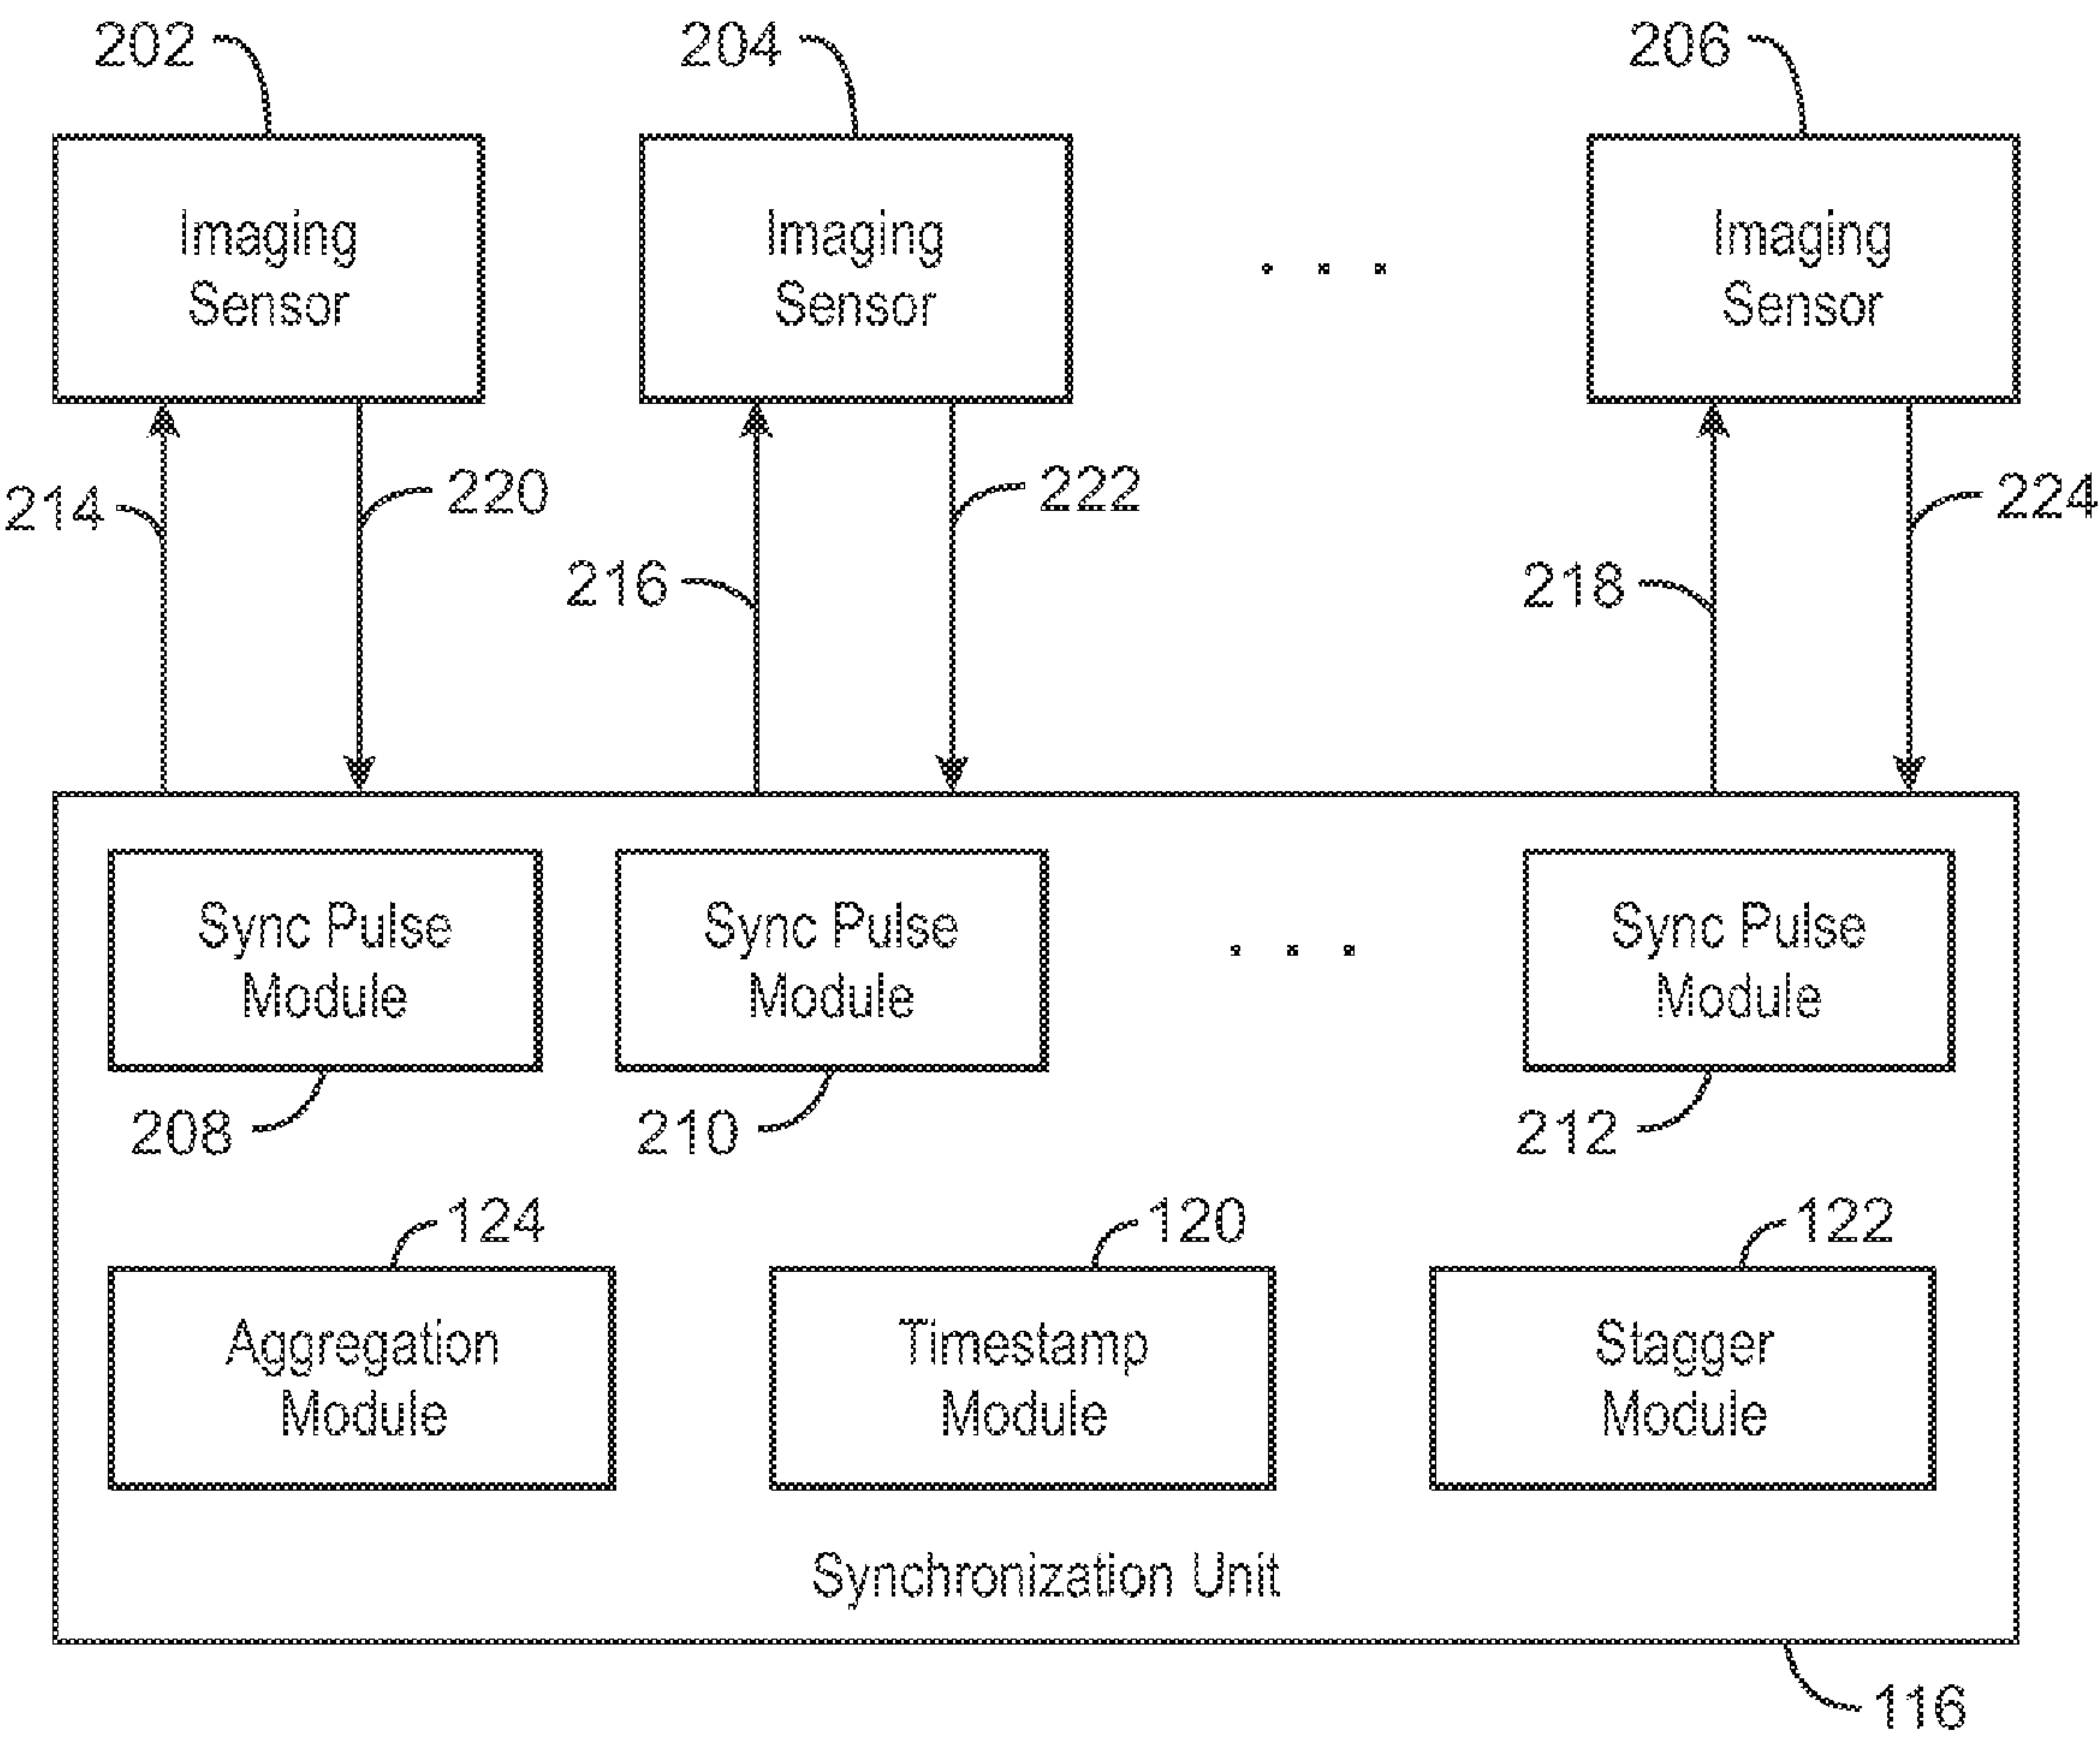 202
204
206
Imaging
Sensor
Imaging
Sensor
. . .
Imaging
Sensor
214
220
216
222
218
224
Sync Pulse
Module
Sync Pulse
Module
. . .
Sync Pulse
Module
208
210
212
124
120
122
Aggregation
Module
Timestamp
Module
Stagger
Module
Synchronization Unit
116